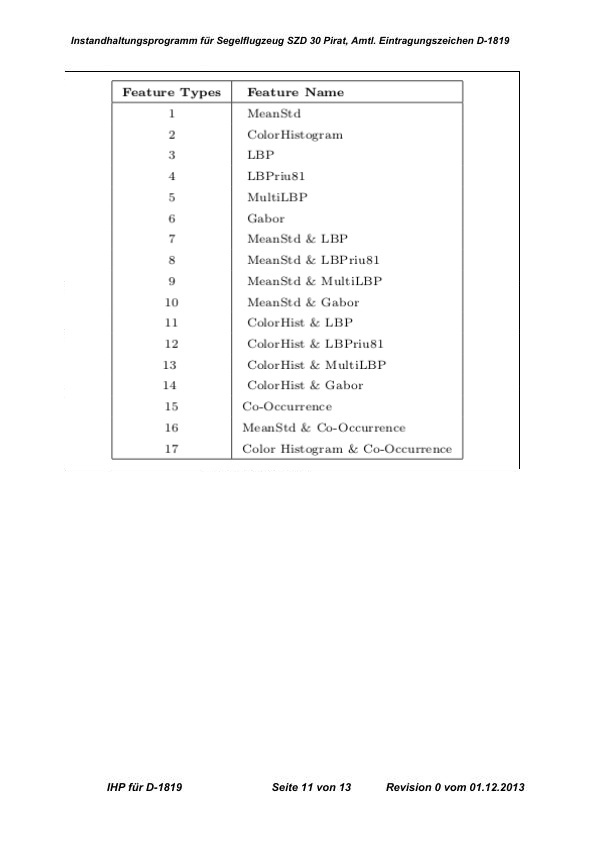 Instandhaltungsprogramm für Segelflugzeug SZD 30 Pirat, Amtl. Eintragungszeichen D-1819
Feature Types Feature Name
1 MeanStd
2 ColorHistogram
3 LBP
4 LBPriu81
5 MultiLBP
6 Gabor
7 MeanStd & LBP
8 MeanStd & LBPriu81
9 MeanStd & MultiLBP
10 MeanStd & Gabor
11 ColorHist & LBP
12 ColorHist & LBPriu81
13 ColorHist & MultiLBP
14 ColorHist & Gabor
15 Co-Occurrence
16 MeanStd & Co-Occurrence
17 Color Histogram & Co-Occurrence
IHP für D-1819 Seite 11 von 13 Revision 0 vom 01.12.2013